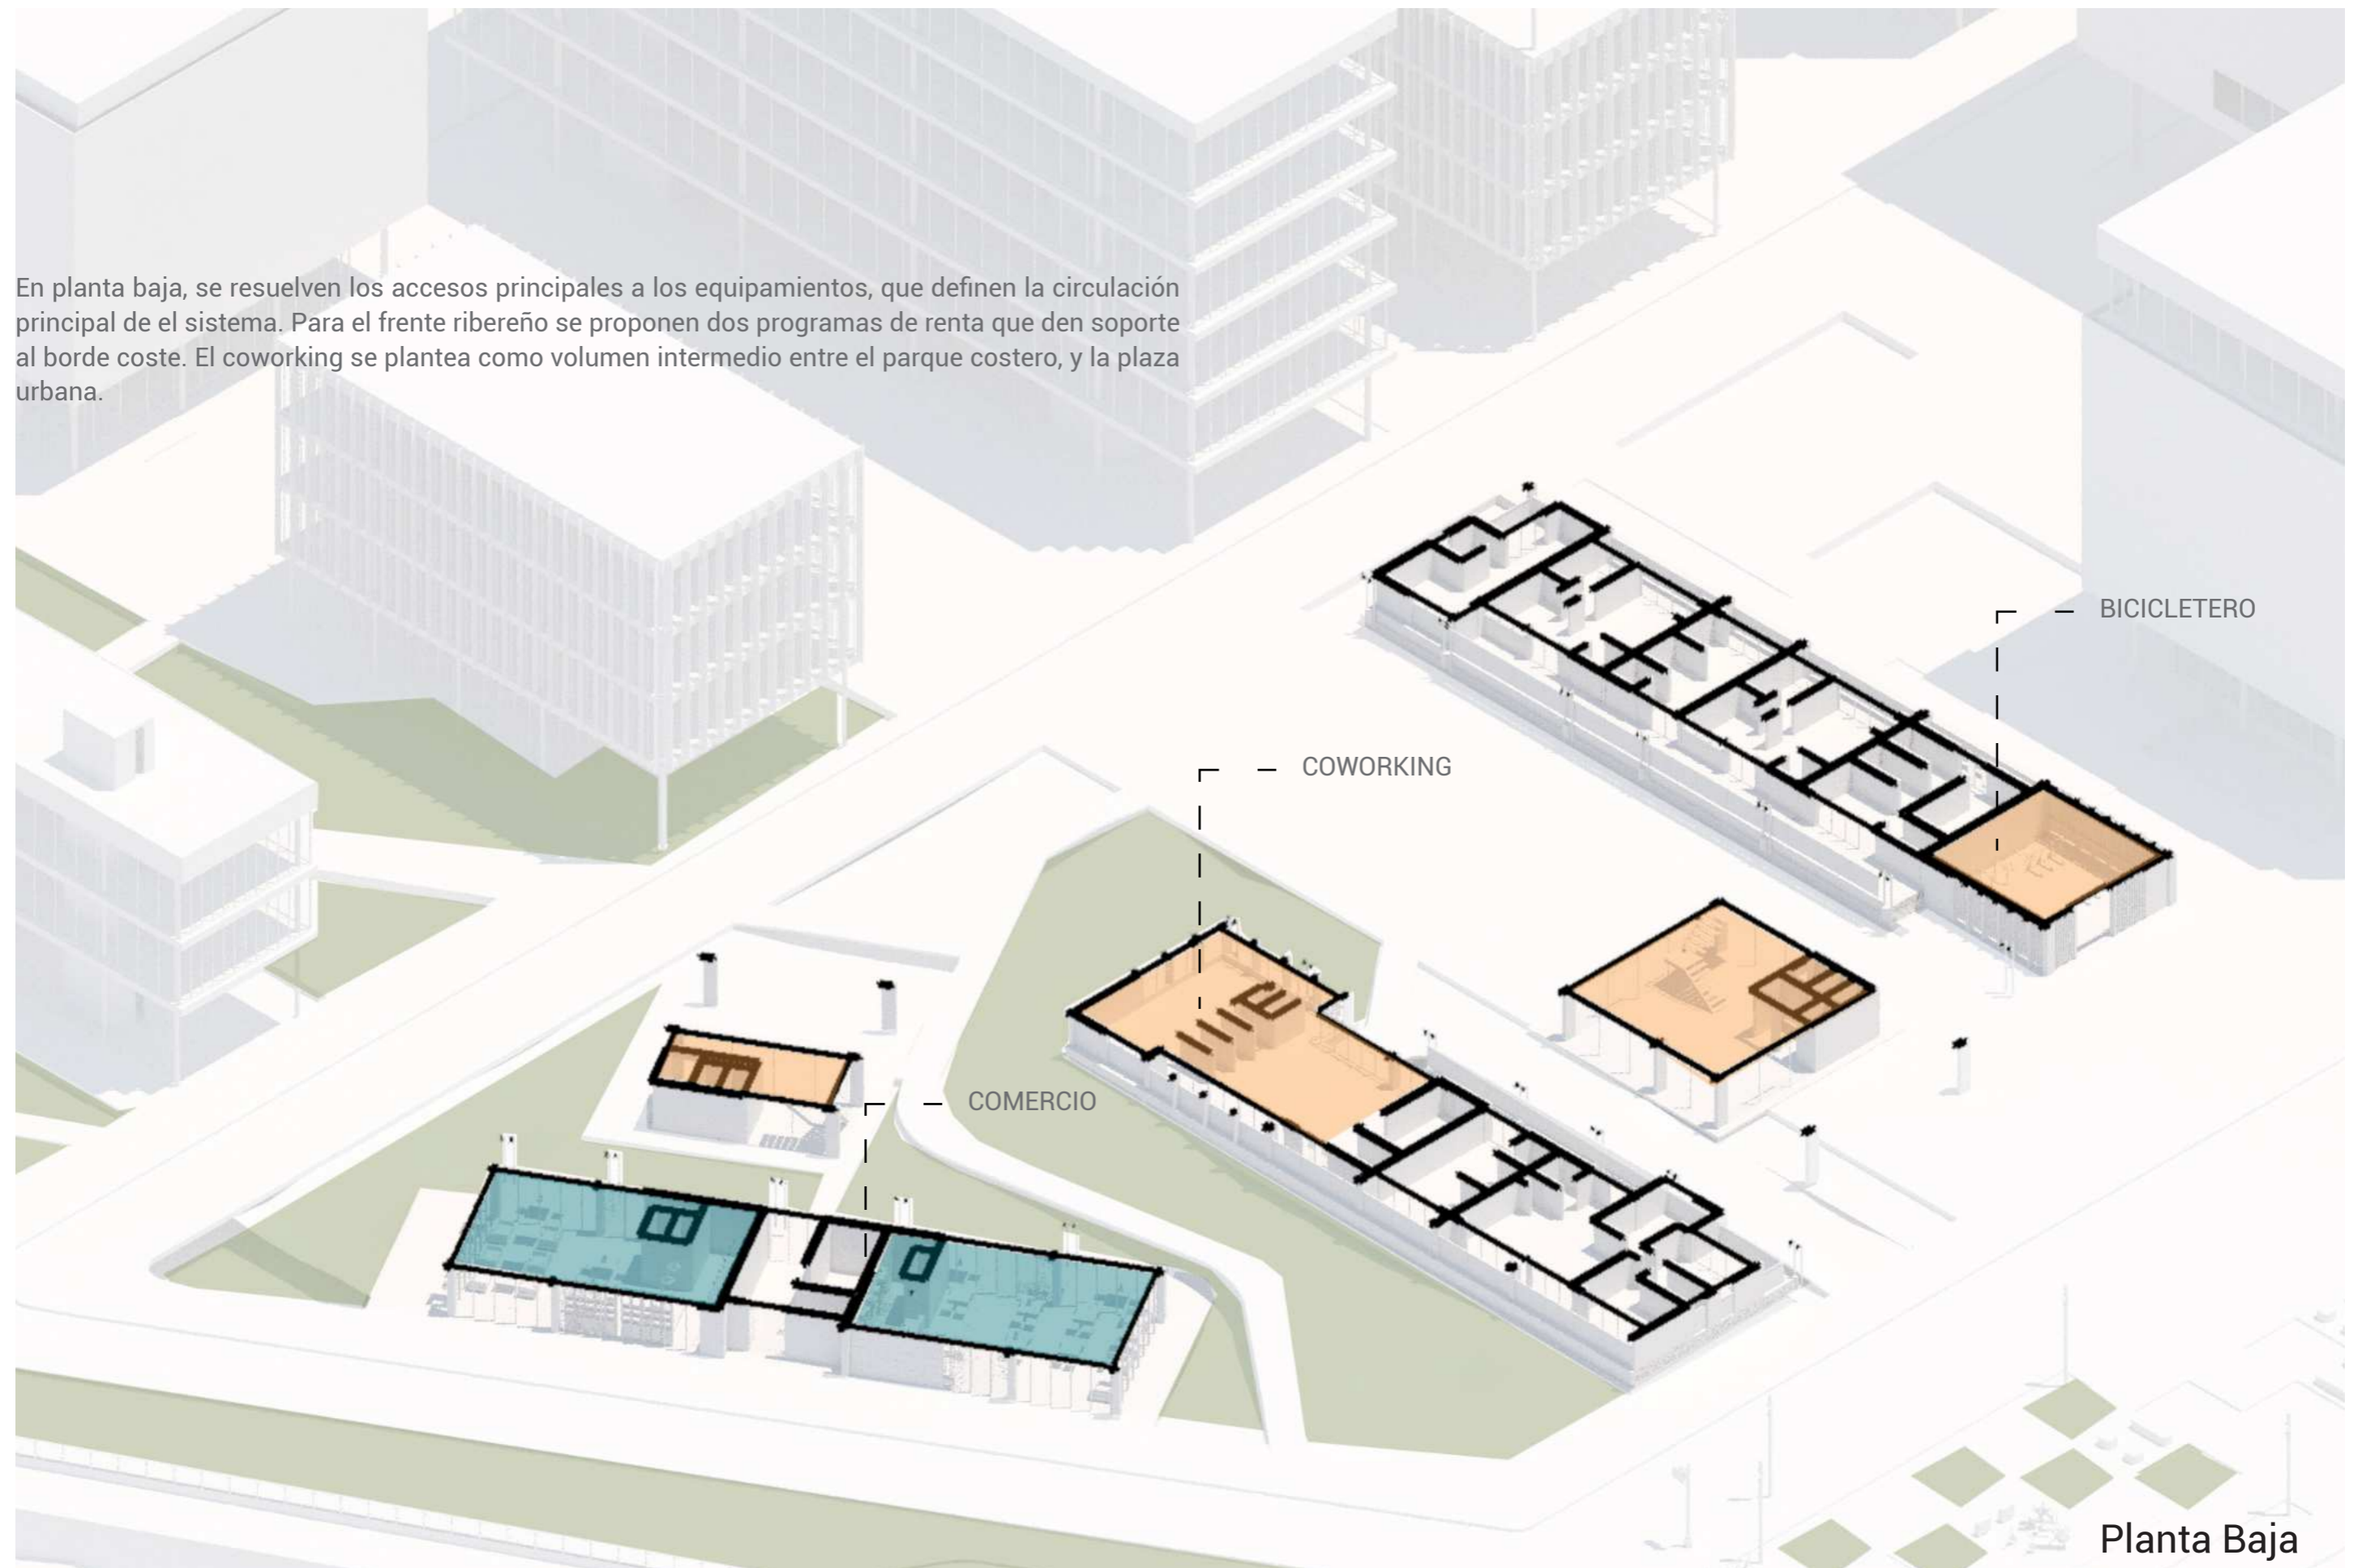 En planta baja, se resuelven los accesos principales a los equipamientos, que definen la circulación
principal de el sistema. Para el frente ribereño se proponen dos programas de renta que den soporte
al borde coste. El coworking se plantea como volumen intermedio entre el parque costero, y la plaza
urbana.
BICICLETERO
COWORKING
COMERCIO
Planta Baja